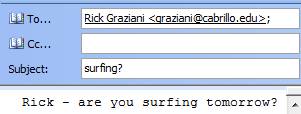 To... Rick Graziani <graziani@cabrillo.edu>;
Cc...
Subject: surfing?
Rick - are you surfing tomorrow?